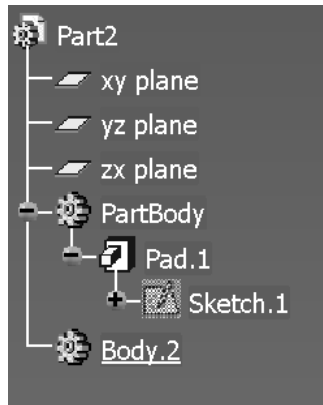 Part2
xy plane
yz plane
zx plane
PartBody
Pad.1
Sketch.1
Body.2